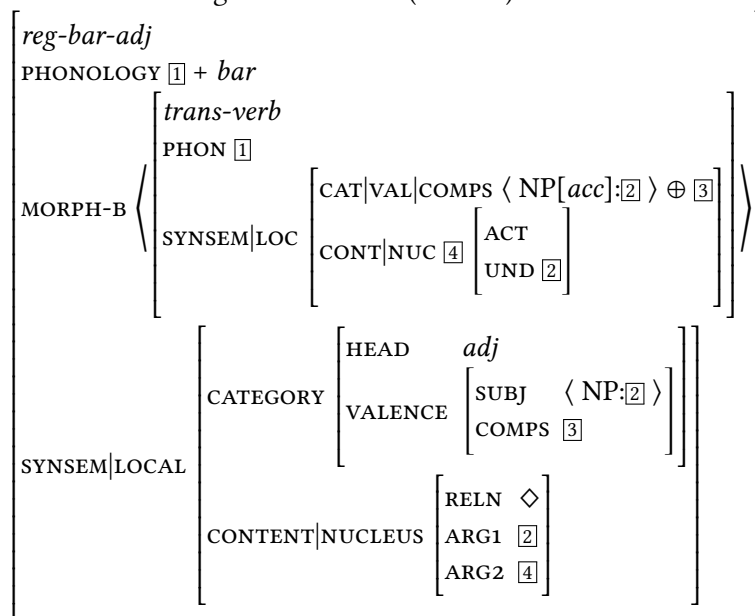 reg-bar-adj
PHONOLOGY 1 + bar
trans-verb
PHON 1
MORPH-B ⟨ SYNSEM|LOC CAT|VAL|COMPS ⟨ NP[acc]:2 ⟩ ⊕ 3 ⟩
CONT|NUC 4 ACT
UND 2
HEAD adj
CATEGORY VALENCE SUBJ ⟨ NP:2 ⟩
COMPS 3
SYNSEM|LOCAL
RELN ◇
CONTENT|NUCLEUS ARG1 2
ARG2 4